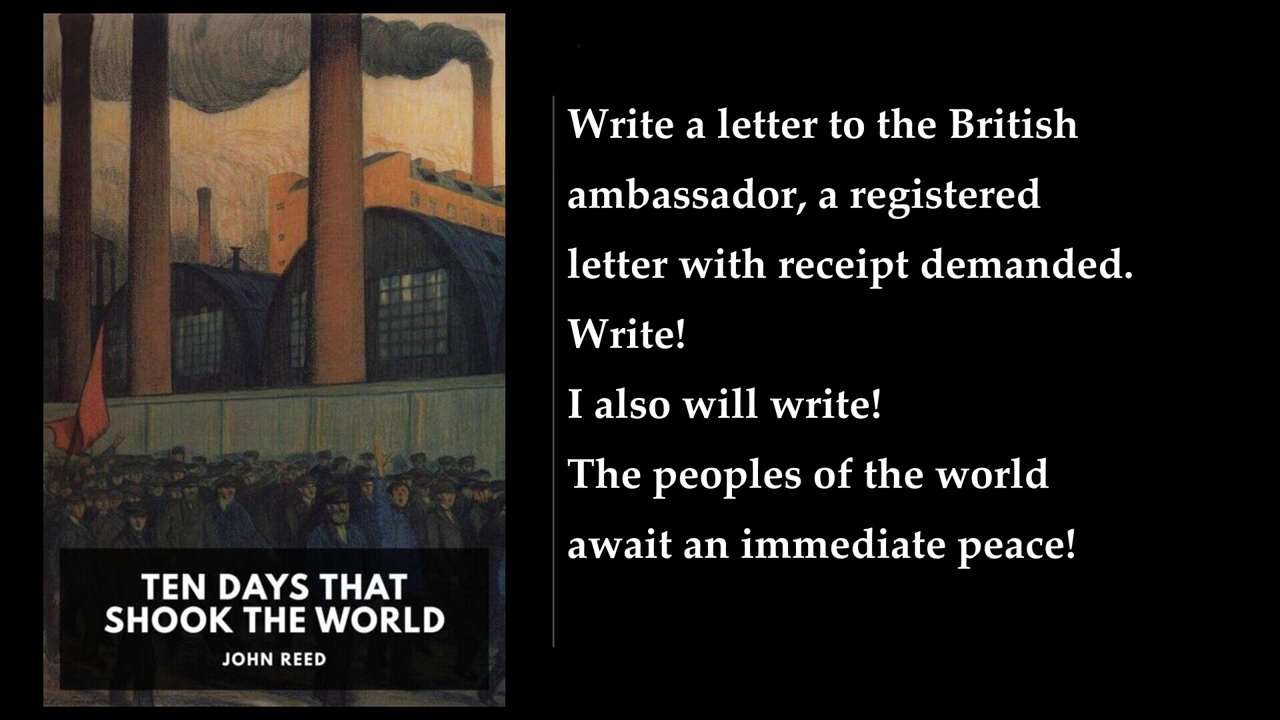 Write a letter to the British
ambassador, a registered
letter with receipt demanded.
Write!
I also will write!
The peoples of the world
await an immediate peace!
TEN DAYS THAT
SHOOK THE WORLD
JOHN REED